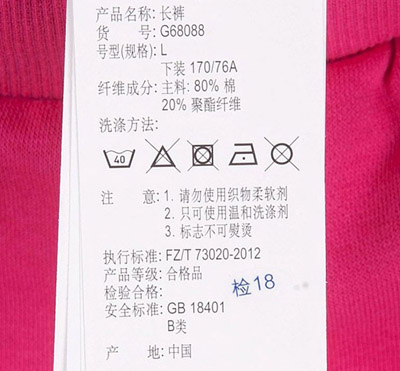 产品名称：长裤
货 号：G68088
号型(规格)：L
下装 170/76A
纤维成分：主料：80% 棉
20% 聚酯纤维
洗涤方法：
40
注 意：1. 请勿使用织物柔软剂
2. 只可使用温和洗涤剂
3. 标志不可熨烫
执行标准：FZ/T 73020-2012
产品等级：合格品
检验合格： 检18
安全标准：GB 18401
B类
产 地：中国